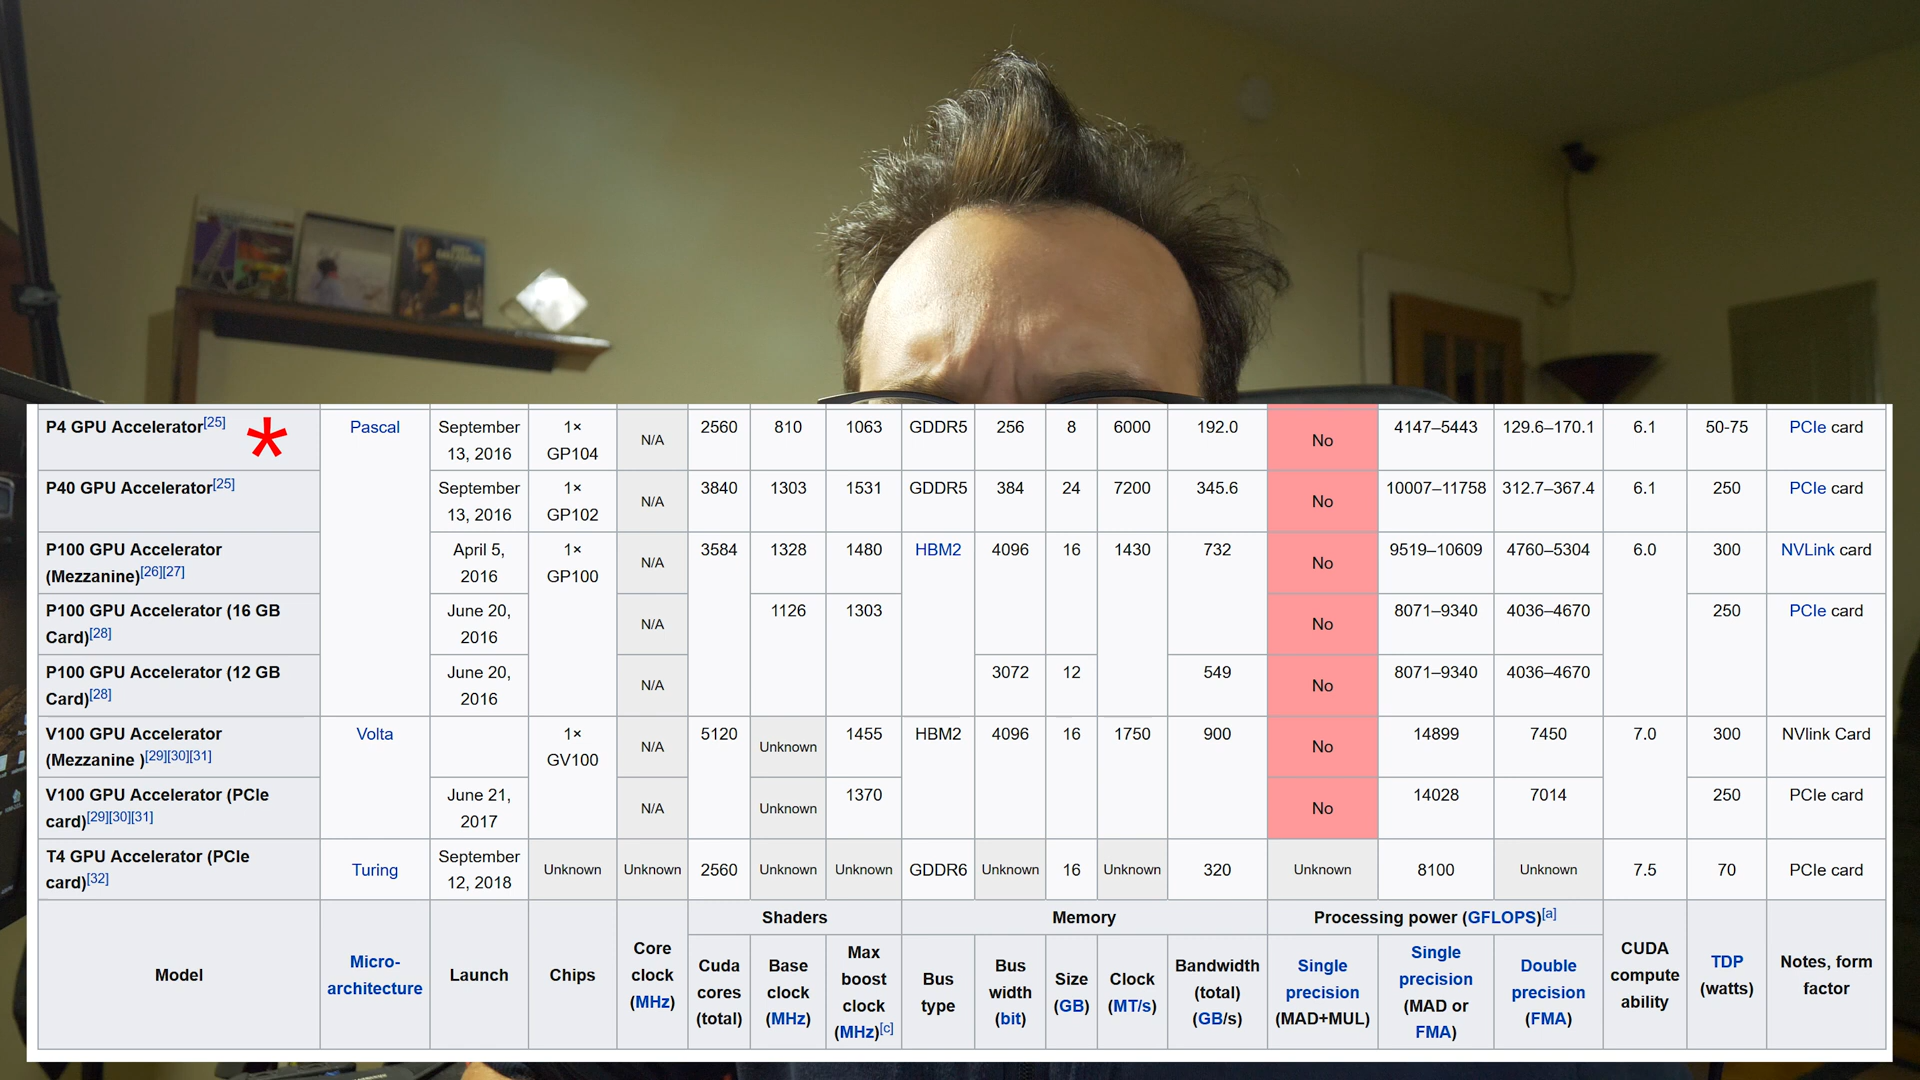 P4 GPU Accelerator[25] * Pascal September 13, 2016 1× GP104 N/A 2560 810 1063 GDDR5 256 8 6000 192.0 No 4147–5443 129.6–170.1 6.1 50-75 PCIe card
P40 GPU Accelerator[25] September 13, 2016 1× GP102 N/A 3840 1303 1531 GDDR5 384 24 7200 345.6 No 10007–11758 312.7–367.4 6.1 250 PCIe card
P100 GPU Accelerator (Mezzanine)[26][27] April 5, 2016 1× GP100 N/A 3584 1328 1480 HBM2 4096 16 1430 732 No 9519–10609 4760–5304 6.0 300 NVLink card
P100 GPU Accelerator (16 GB Card)[28] June 20, 2016 N/A 1126 1303 No 8071–9340 4036–4670 250 PCIe card
P100 GPU Accelerator (12 GB Card)[28] June 20, 2016 N/A 3072 12 549 No 8071–9340 4036–4670
V100 GPU Accelerator (Mezzanine )[29][30][31] Volta 1× GV100 N/A 5120 Unknown 1455 HBM2 4096 16 1750 900 No 14899 7450 7.0 300 NVlink Card
V100 GPU Accelerator (PCIe card)[29][30][31] June 21, 2017 N/A Unknown 1370 No 14028 7014 250 PCIe card
T4 GPU Accelerator (PCIe card)[32] Turing September 12, 2018 Unknown Unknown 2560 Unknown Unknown GDDR6 Unknown 16 Unknown 320 Unknown 8100 Unknown 7.5 70 PCIe card
Model Micro-architecture Launch Chips Core clock (MHz) Shaders Memory Processing power (GFLOPS)[a] CUDA compute ability TDP (watts) Notes, form factor
Cuda cores (total) Base clock (MHz) Max boost clock (MHz)[c] Bus type Bus width (bit) Size (GB) Clock (MT/s) Bandwidth (total) (GB/s) Single precision (MAD+MUL) Single precision (MAD or FMA) Double precision (FMA)